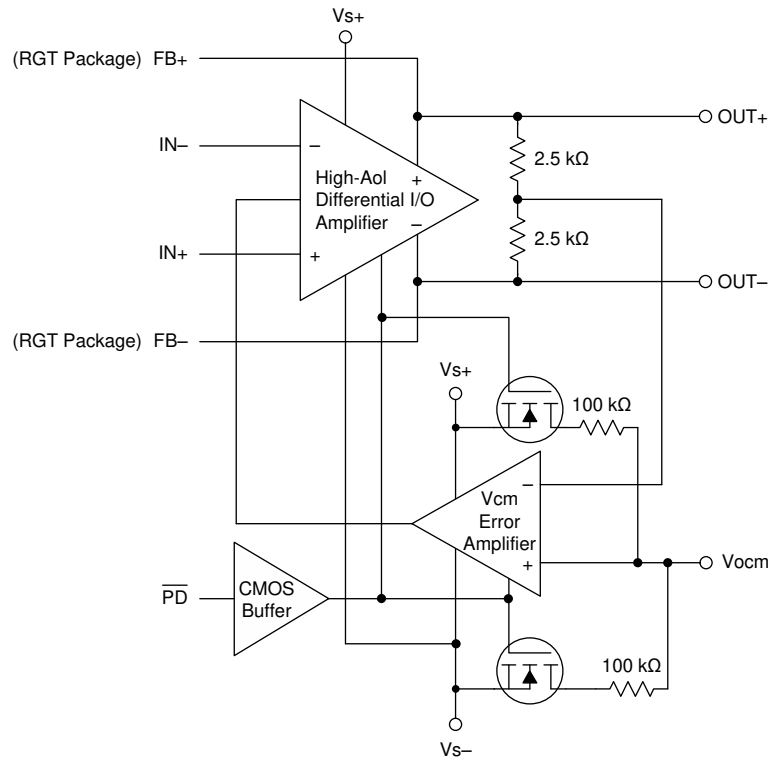 Vs+
(RGT Package) FB+
OUT+
IN–
–
2.5 kΩ
High-Aol
Differential I/O
Amplifier
+
–
2.5 kΩ
IN+
+
OUT–
(RGT Package) FB–
Vs+
100 kΩ
–
Vcm
Error
Amplifier
+
Vocm
PD
CMOS
Buffer
100 kΩ
Vs–